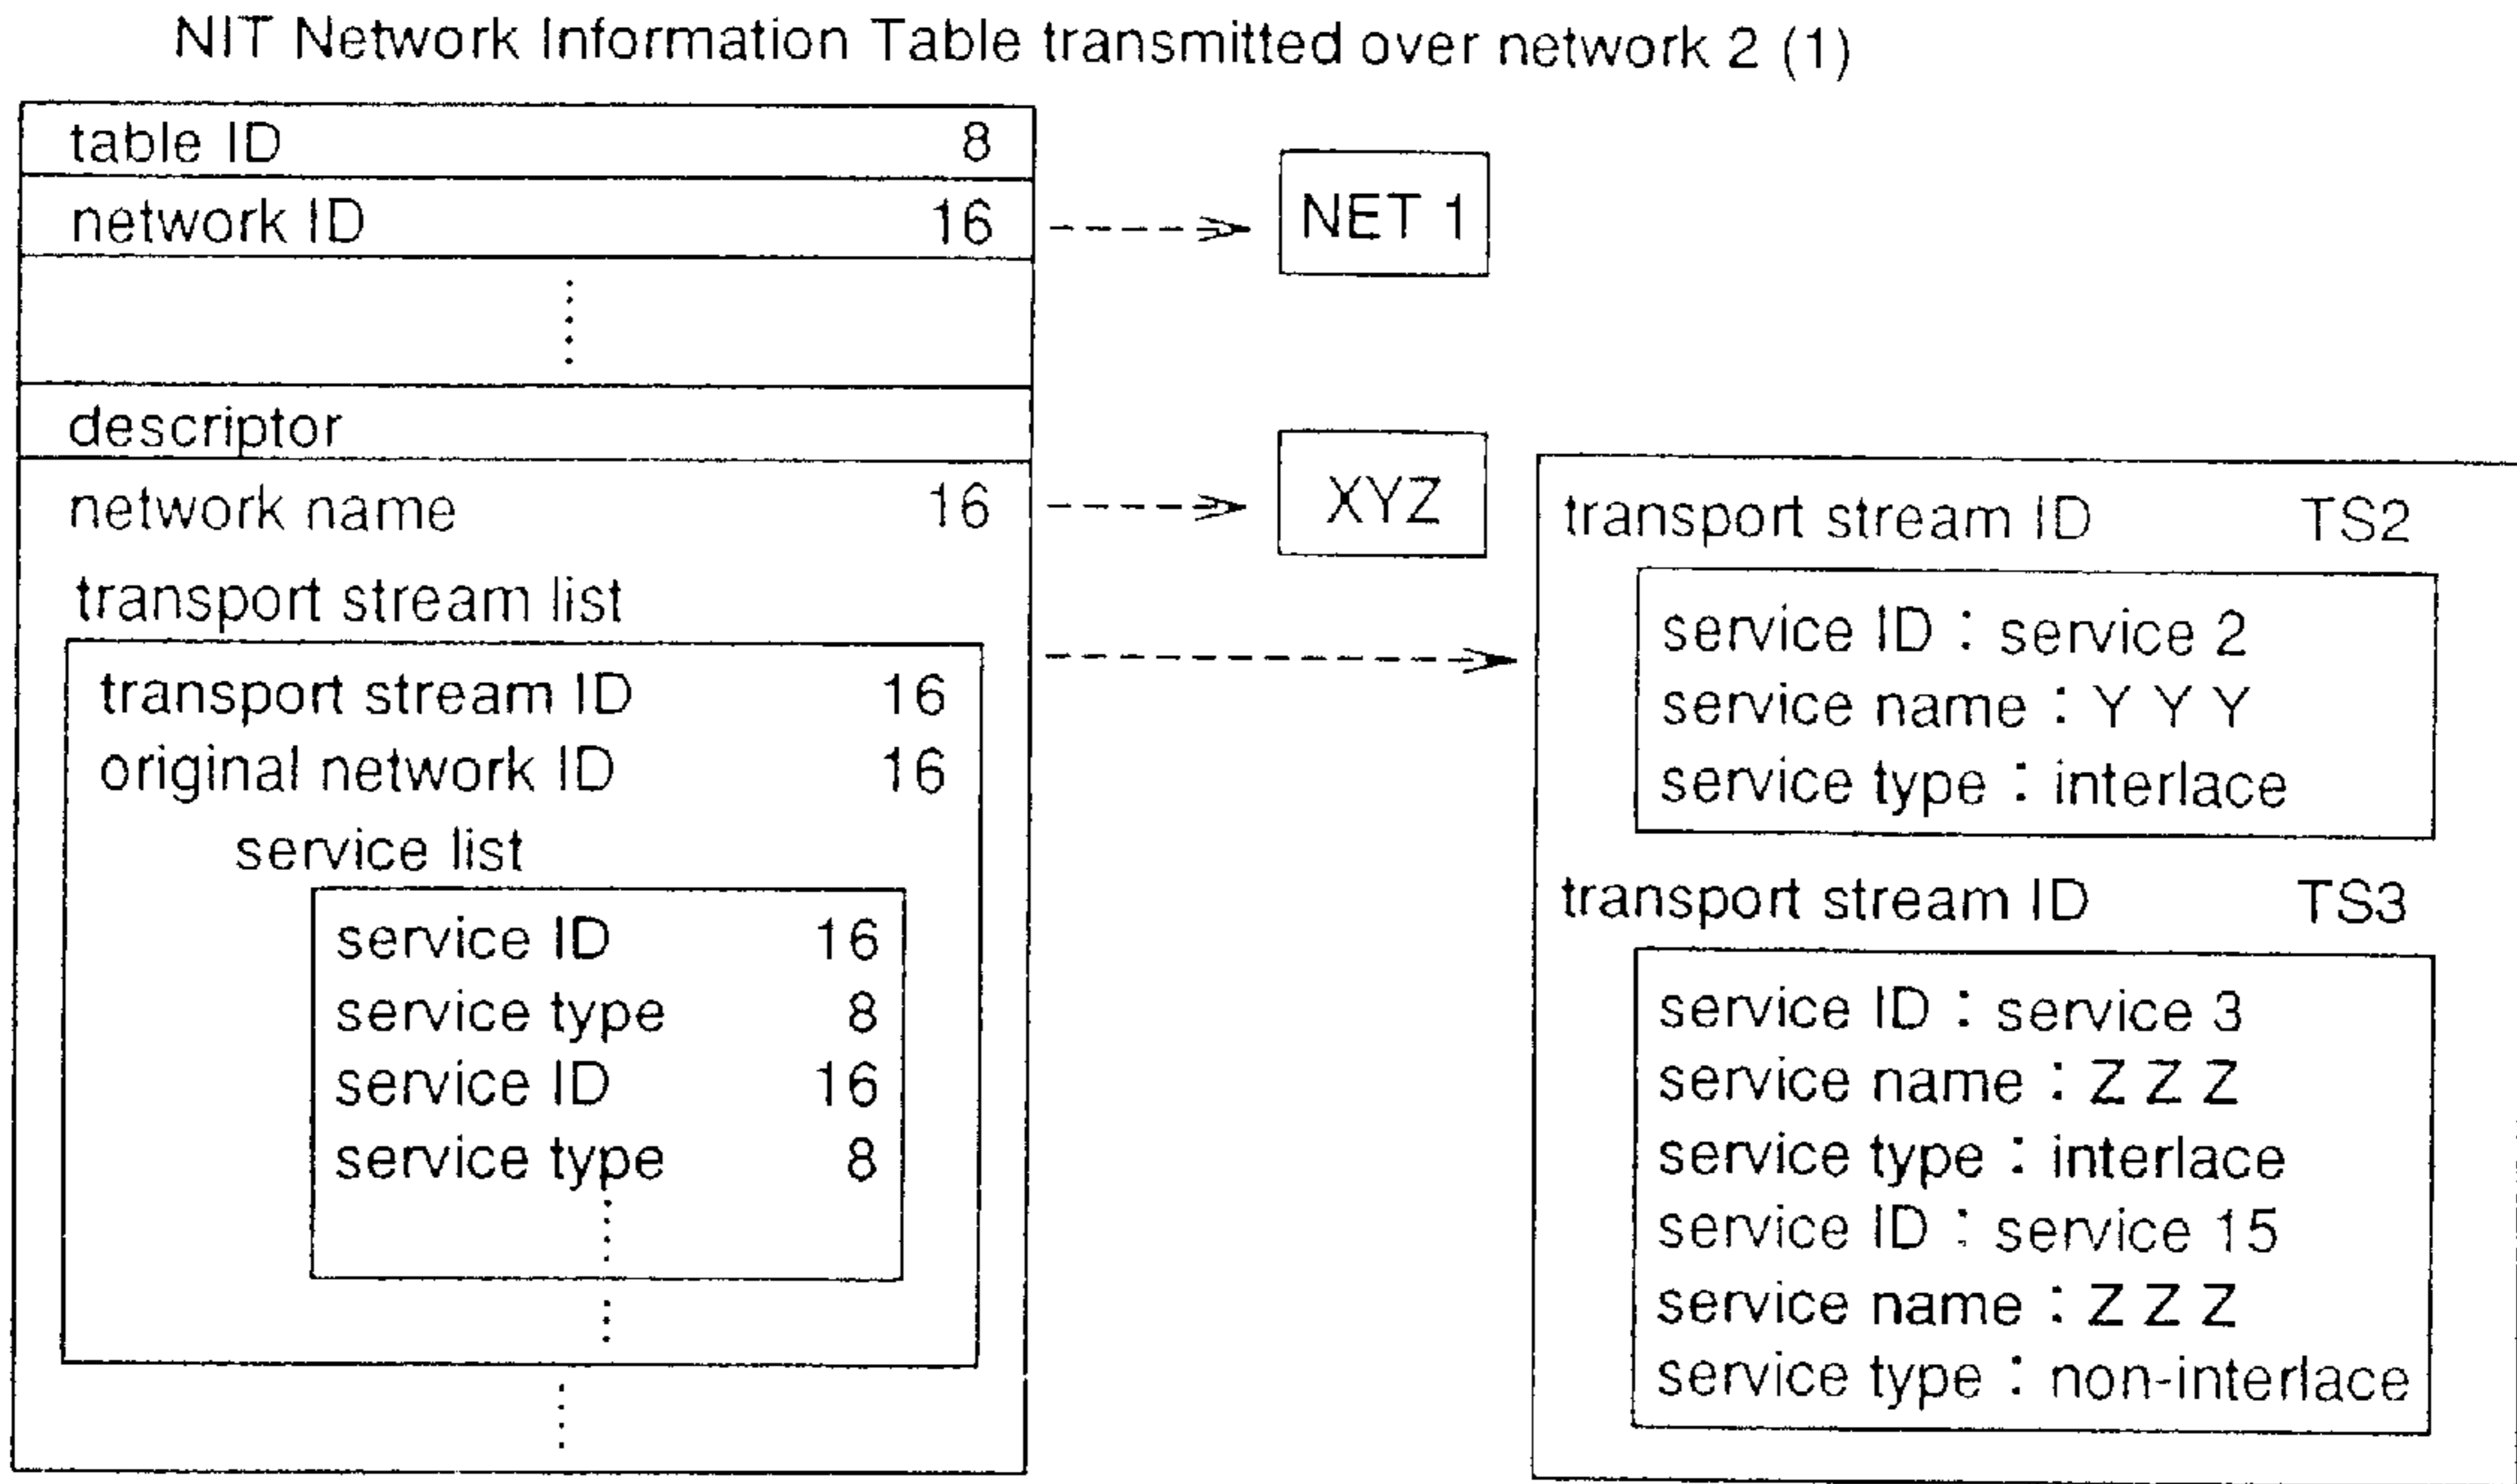 NIT Network Information Table transmitted over network 2 (1)
table ID 8
network ID 16
NET 1
descriptor
network name 16
XYZ
transport stream list
transport stream ID 16
original network ID 16
service list
service ID 16
service type 8
service ID 16
service type 8
transport stream ID TS2
service ID : service 2
service name : Y Y Y
service type : interlace
transport stream ID TS3
service ID : service 3
service name : Z Z Z
service type : interlace
service ID : service 15
service name : Z Z Z
service type : non-interlace